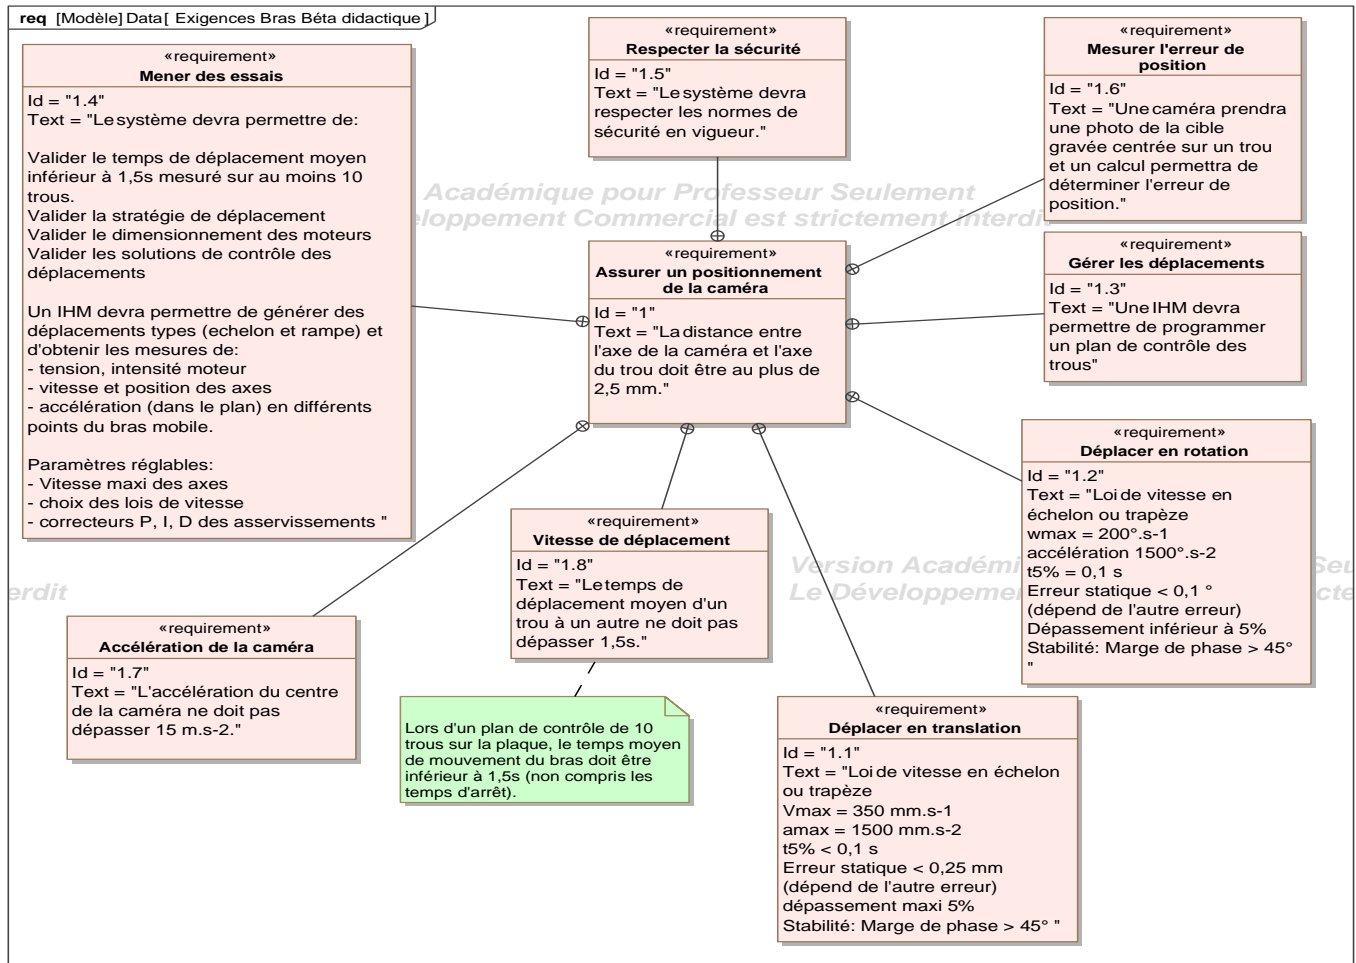 req [Modèle] Data[ Exigences Bras Béta didactique ]
«requirement»
Mener des essais
Id = "1.4"
Text = "Le système devra permettre de:
Valider le temps de déplacement moyen
inférieur à 1,5s mesuré sur au moins 10
trous.
Valider la stratégie de déplacement
Valider le dimensionnement des moteurs
Valider les solutions de contrôle des
déplacements
Un IHM devra permettre de générer des
déplacements types (echelon et rampe) et
d'obtenir les mesures de:
- tension, intensité moteur
- vitesse et position des axes
- accélération (dans le plan) en différents
points du bras mobile.
Paramètres réglables:
- Vitesse maxi des axes
- choix des lois de vitesse
- correcteurs P, I, D des asservissements "
«requirement»
Respecter la sécurité
Id = "1.5"
Text = "Le système devra
respecter les normes de
sécurité en vigueur."
«requirement»
Mesurer l'erreur de
position
Id = "1.6"
Text = "Une caméra prendra
une photo de la cible
gravée centrée sur un trou
et un calcul permettra de
déterminer l'erreur de
position."
Académique pour Professeur Seulement
eloppement Commercial est strictement interdit
«requirement»
Assurer un positionnement
de la caméra
Id = "1"
Text = "La distance entre
l'axe de la caméra et l'axe
du trou doit être au plus de
2,5 mm."
«requirement»
Gérer les déplacements
Id = "1.3"
Text = "Une IHM devra
permettre de programmer
un plan de contrôle des
trous"
«requirement»
Déplacer en rotation
Id = "1.2"
Text = "Loi de vitesse en
échelon ou trapèze
wmax = 200°.s-1
accélération 1500°.s-2
t5% = 0,1 s
Erreur statique < 0,1 °
(dépend de l'autre erreur)
Dépassement inférieur à 5%
Stabilité: Marge de phase > 45°
"
«requirement»
Vitesse de déplacement
Id = "1.8"
Text = "Le temps de
déplacement moyen d'un
trou à un autre ne doit pas
dépasser 1,5s."
Version Académi Seu
Le Développeme cte
erdit
«requirement»
Accélération de la caméra
Id = "1.7"
Text = "L'accélération du centre
de la caméra ne doit pas
dépasser 15 m.s-2."
Lors d'un plan de contrôle de 10
trous sur la plaque, le temps moyen
de mouvement du bras doit être
inférieur à 1,5s (non compris les
temps d'arrêt).
«requirement»
Déplacer en translation
Id = "1.1"
Text = "Loi de vitesse en échelon
ou trapèze
Vmax = 350 mm.s-1
amax = 1500 mm.s-2
t5% < 0,1 s
Erreur statique < 0,25 mm
(dépend de l'autre erreur)
dépassement maxi 5%
Stabilité: Marge de phase > 45° "